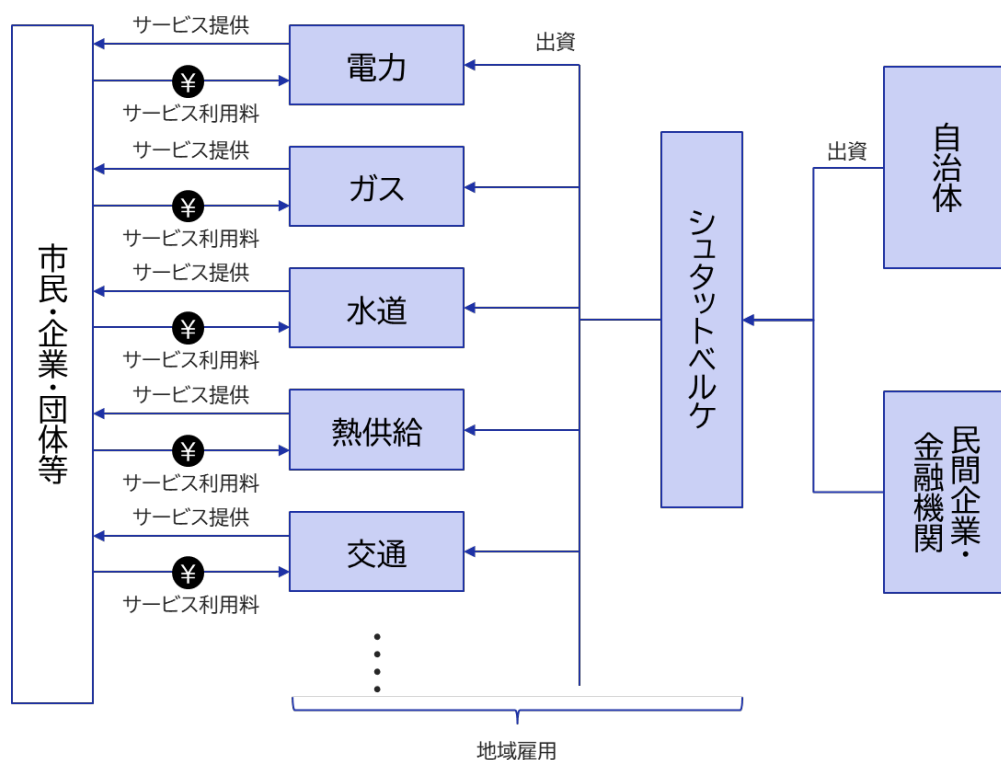 サービス提供
¥
サービス利用料
電力
出資
サービス提供
¥
サービス利用料
ガス
サービス提供
¥
サービス利用料
水道
サービス提供
¥
サービス利用料
熱供給
サービス提供
¥
サービス利用料
交通
市民・企業・団体等
シュタットベルケ
出資
自治体
民間企業・
金融機関
地域雇用